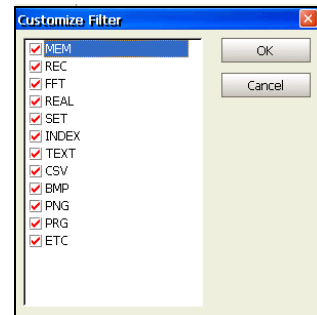 Customize Filter
MEM
OK
REC
FFT
Cancel
REAL
SET
INDEX
TEXT
CSV
BMP
PNG
PRG
ETC